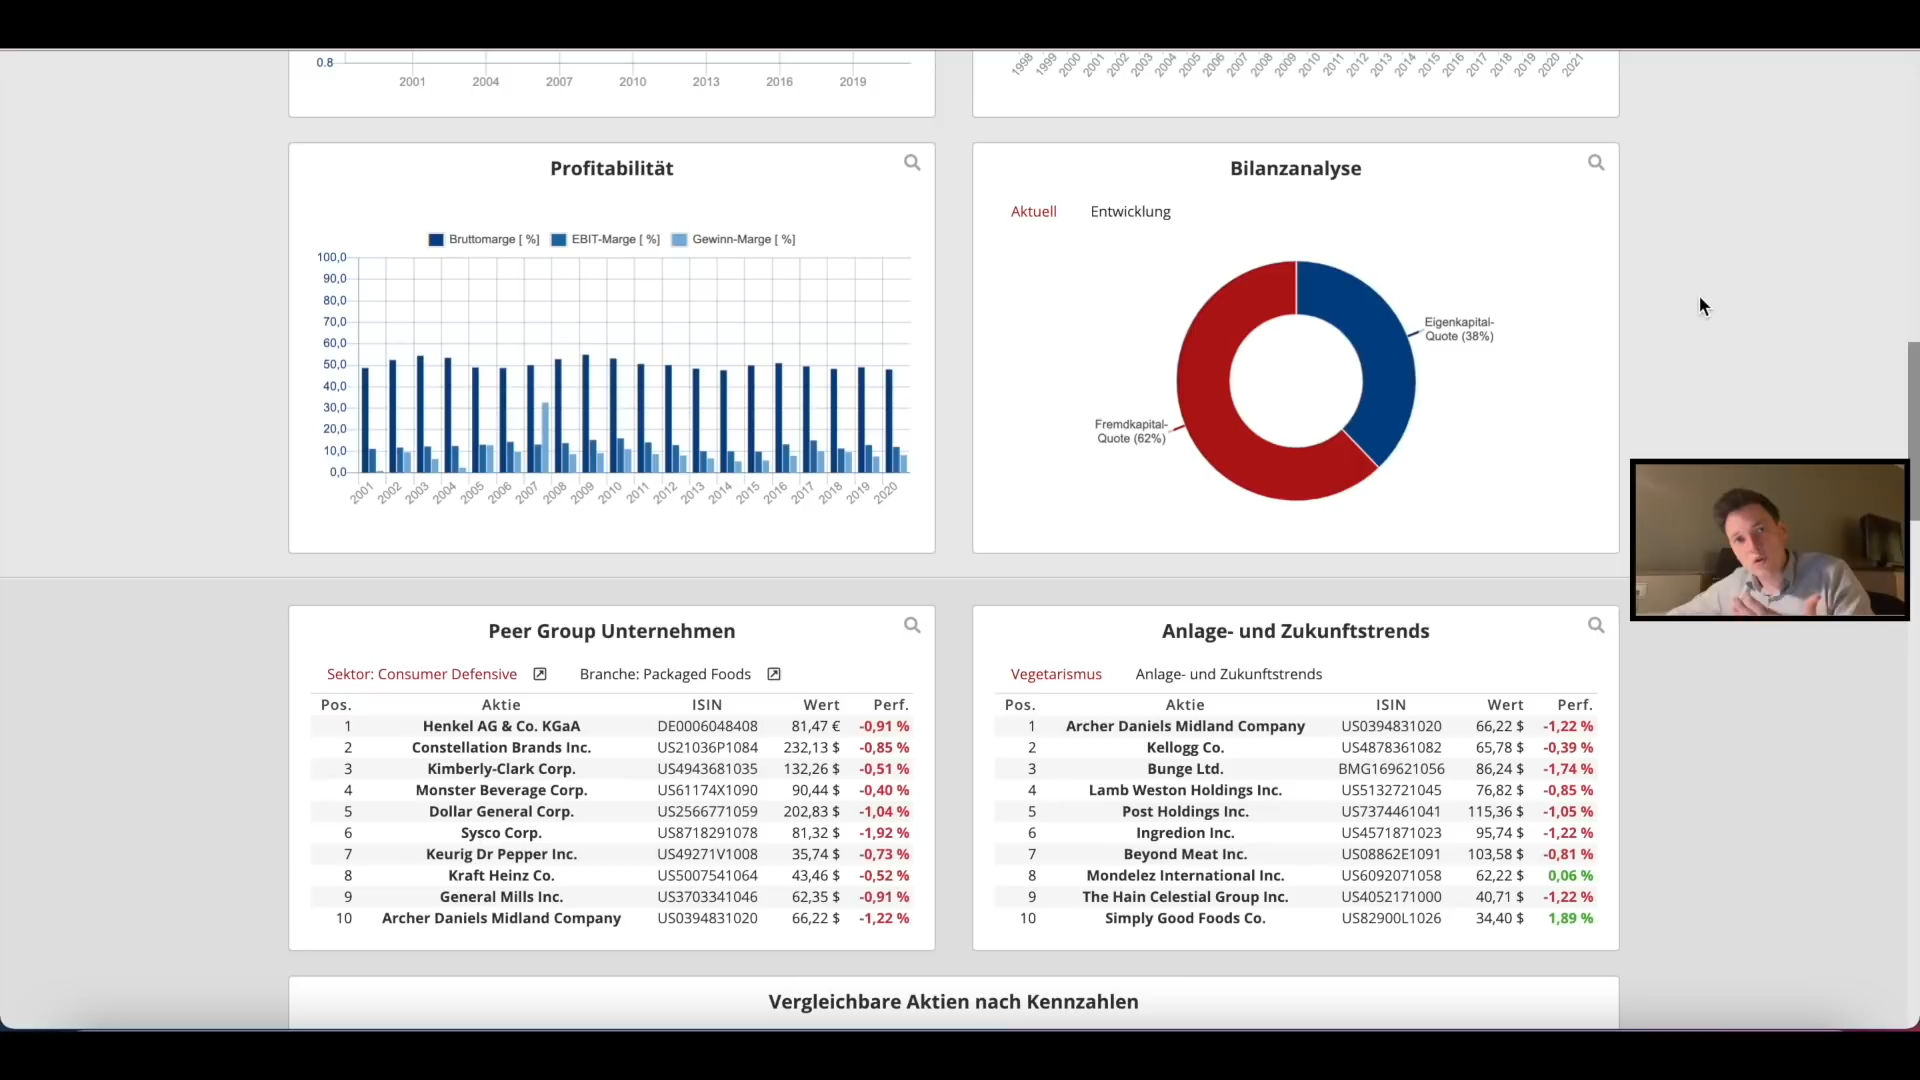 0.8
2001 2004 2007 2010 2013 2016 2019
1998 1999 2000 2001 2002 2003 2004 2005 2006 2007 2008 2009 2010 2011 2012 2013 2014 2015 2016 2017 2018 2019 2020 2021
Profitabilität
Bruttomarge [ %] EBIT-Marge [ %] Gewinn-Marge [ %]
100,0
90,0
80,0
70,0
60,0
50,0
40,0
30,0
20,0
10,0
0,0
2001 2002 2003 2004 2005 2006 2007 2008 2009 2010 2011 2012 2013 2014 2015 2016 2017 2018 2019 2020
Bilanzanalyse
Aktuell Entwicklung
Eigenkapital-
Quote (38%)
Fremdkapital-
Quote (62%)
Peer Group Unternehmen
Sektor: Consumer Defensive Branche: Packaged Foods
Pos. Aktie ISIN Wert Perf.
1 Henkel AG & Co. KGaA DE0006048408 81,47 € -0,91 %
2 Constellation Brands Inc. US21036P1084 232,13 $ -0,85 %
3 Kimberly-Clark Corp. US4943681035 132,26 $ -0,51 %
4 Monster Beverage Corp. US61174X1090 90,44 $ -0,40 %
5 Dollar General Corp. US2566771059 202,83 $ -1,04 %
6 Sysco Corp. US8718291078 81,32 $ -1,92 %
7 Keurig Dr Pepper Inc. US49271V1008 35,74 $ -0,73 %
8 Kraft Heinz Co. US5007541064 43,46 $ -0,52 %
9 General Mills Inc. US3703341046 62,35 $ -0,91 %
10 Archer Daniels Midland Company US0394831020 66,22 $ -1,22 %
Anlage- und Zukunftstrends
Vegetarismus Anlage- und Zukunftstrends
Pos. Aktie ISIN Wert Perf.
1 Archer Daniels Midland Company US0394831020 66,22 $ -1,22 %
2 Kellogg Co. US4878361082 65,78 $ -0,39 %
3 Bunge Ltd. BMG169621056 86,24 $ -1,74 %
4 Lamb Weston Holdings Inc. US5132721045 76,82 $ -0,85 %
5 Post Holdings Inc. US7374461041 115,36 $ -1,05 %
6 Ingredion Inc. US4571871023 95,74 $ -1,22 %
7 Beyond Meat Inc. US08862E1091 103,58 $ -0,81 %
8 Mondelez International Inc. US6092071058 62,22 $ 0,06 %
9 The Hain Celestial Group Inc. US4052171000 40,71 $ -1,22 %
10 Simply Good Foods Co. US82900L1026 34,40 $ 1,89 %
Vergleichbare Aktien nach Kennzahlen